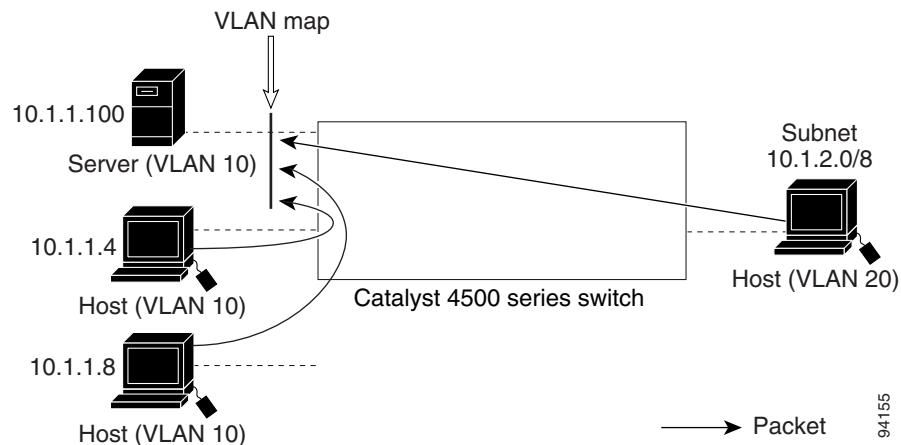 VLAN map
10.1.1.100
Server (VLAN 10)
Subnet
10.1.2.0/8
10.1.1.4
Host (VLAN 10)
Host (VLAN 20)
Catalyst 4500 series switch
10.1.1.8
Host (VLAN 10)
Packet
94155